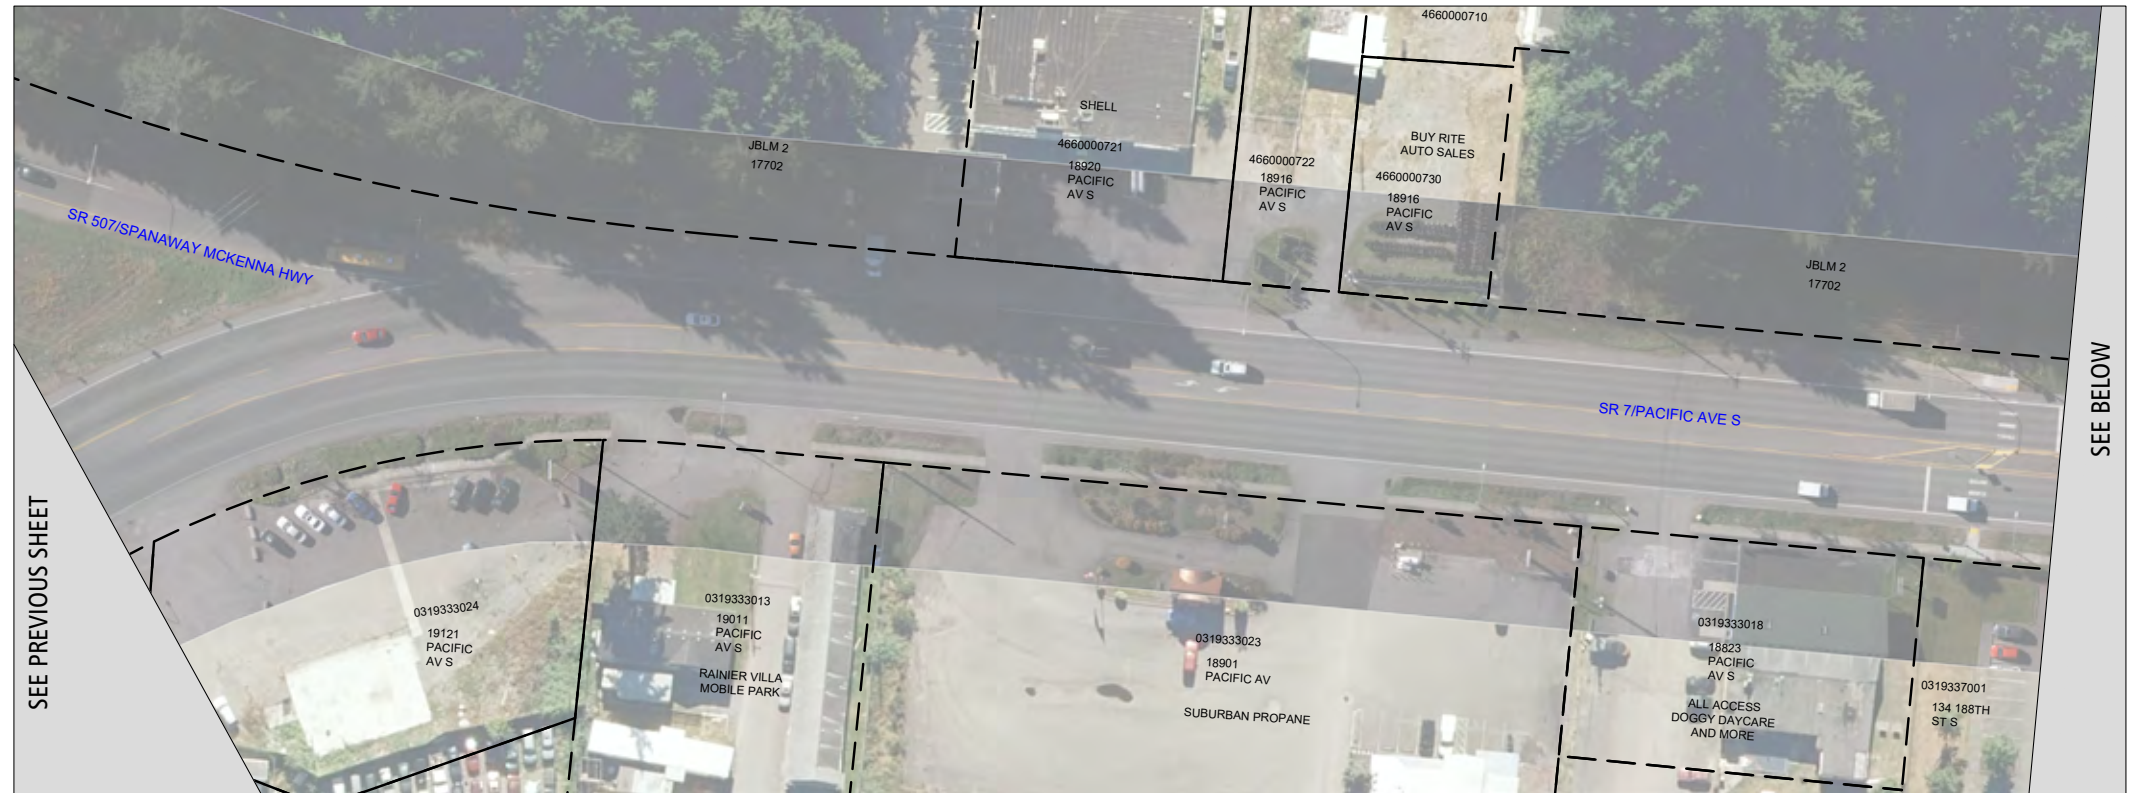 4660000710
SHELL
4660000721
18920
PACIFIC
AV S
4660000722
18916
PACIFIC
AV S
BUY RITE
AUTO SALES
4660000730
18916
PACIFIC
AV S
JBLM 2
17702
JBLM 2
17702
SR 507/SPANAWAY MCKENNA HWY
SR 7/PACIFIC AVE S
SEE BELOW
SEE PREVIOUS SHEET
0319333024
19121
PACIFIC
AV S
0319333013
19011
PACIFIC
AV S
RAINIER VILLA
MOBILE PARK
0319333023
18901
PACIFIC AV
SUBURBAN PROPANE
0319333018
18823
PACIFIC
AV S
ALL ACCESS
DOGGY DAYCARE
AND MORE
0319337001
134 188TH
ST S